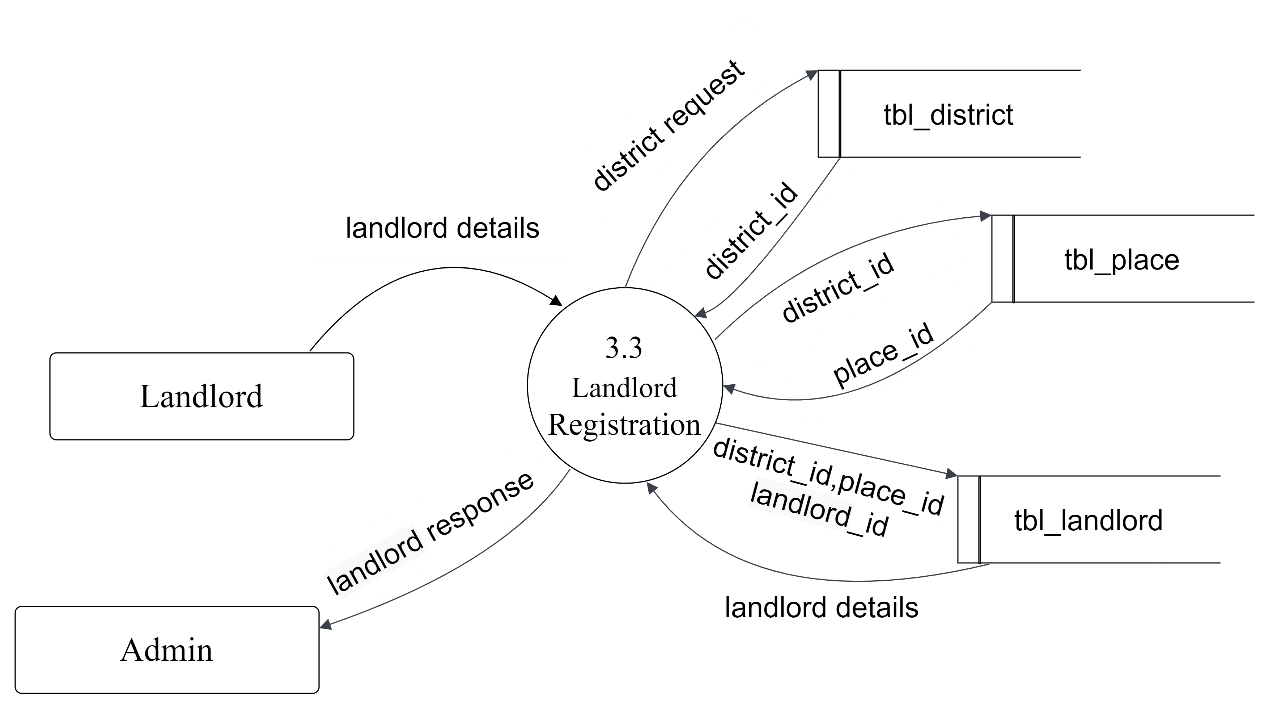 district request
tbl_district
district_id
landlord details
district_id
tbl_place
place_id
3.3
Landlord
Registration
Landlord
district_id,place_id
landlord_id
tbl_landlord
landlord response
landlord details
Admin